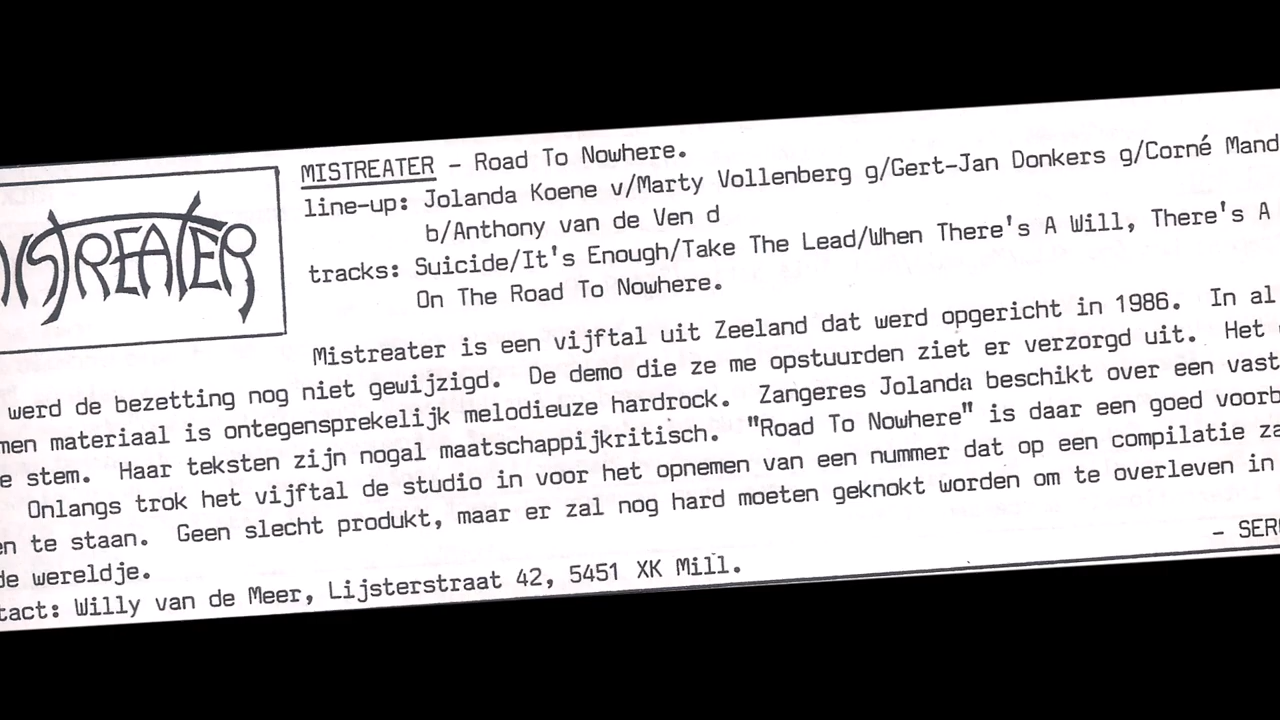 MISTREATER
MISTREATER - Road To Nowhere.
line-up: Jolanda Koene v/Marty Vollenberg g/Gert-Jan Donkers g/Corné Mand
b/Anthony van de Ven d
tracks: Suicide/It's Enough/Take The Lead/When There's A Will, There's A
On The Road To Nowhere.
Mistreater is een vijftal uit Zeeland dat werd opgericht in 1986. In al
werd de bezetting nog niet gewijzigd. De demo die ze me opstuurden ziet er verzorgd uit. Het
men materiaal is ontegensprekelijk melodieuze hardrock. Zangeres Jolanda beschikt over een vast
e stem. Haar teksten zijn nogal maatschappijkritisch. "Road To Nowhere" is daar een goed voorb
Onlangs trok het vijftal de studio in voor het opnemen van een nummer dat op een compilatie za
en te staan. Geen slecht produkt, maar er zal nog hard moeten geknokt worden om te overleven in
de wereldje.
- SER
tact: Willy van de Meer, Lijsterstraat 42, 5451 XK Mill.